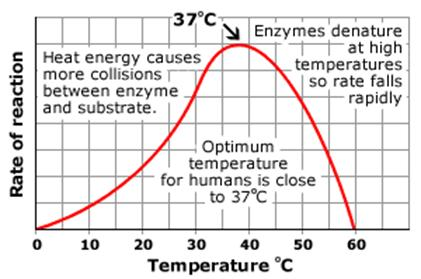 37°C
Enzymes denature
at high
temperatures
so rate falls
rapidly
Heat energy causes
more collisions
between enzyme
and substrate.
Optimum
temperature
for humans is close
to 37°C
Rate of reaction
0 10 20 30 40 50 60
Temperature °C